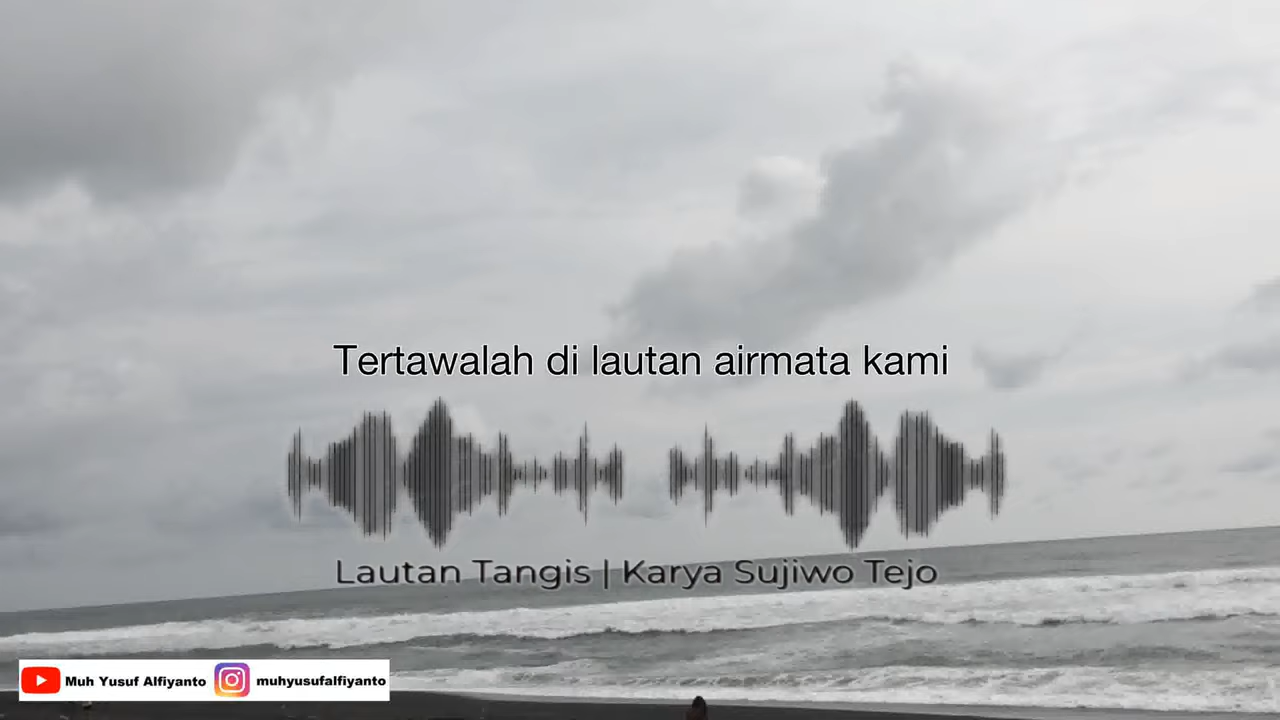 Tertawalah di lautan airmata kami
Lautan Tangis | Karya Sujiwo Tejo
Muh Yusuf Alfiyanto muhyusufalfiyanto